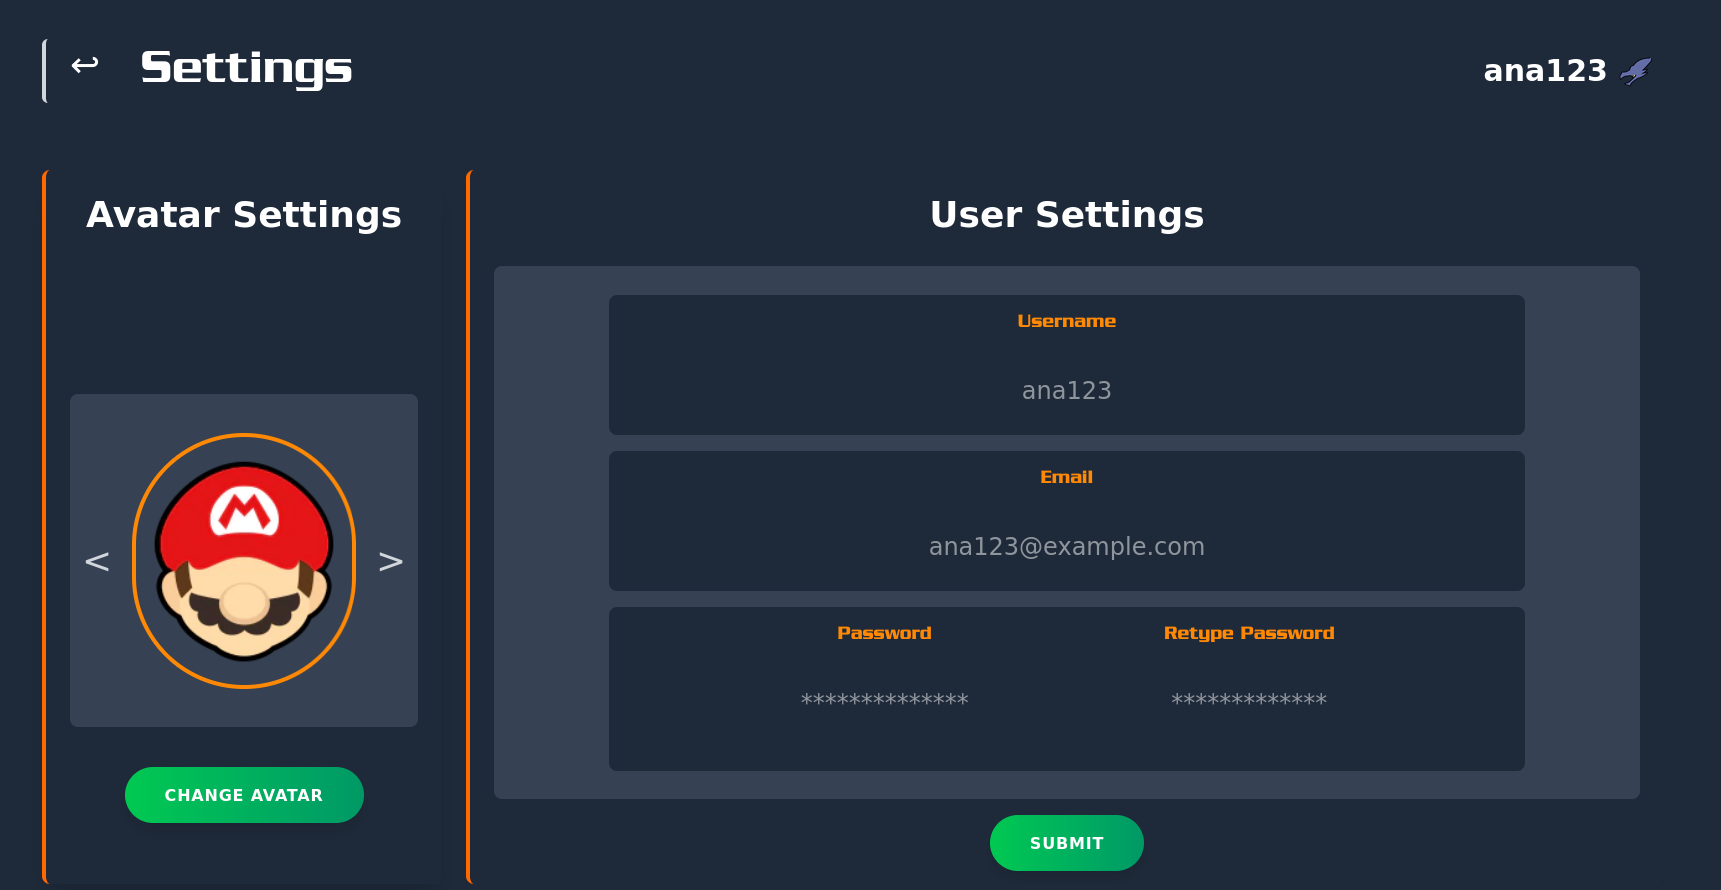 ↩ Settings
ana123
Avatar Settings
< >
CHANGE AVATAR
User Settings
Username
ana123
Email
ana123@example.com
Password
**************
Retype Password
*************
SUBMIT